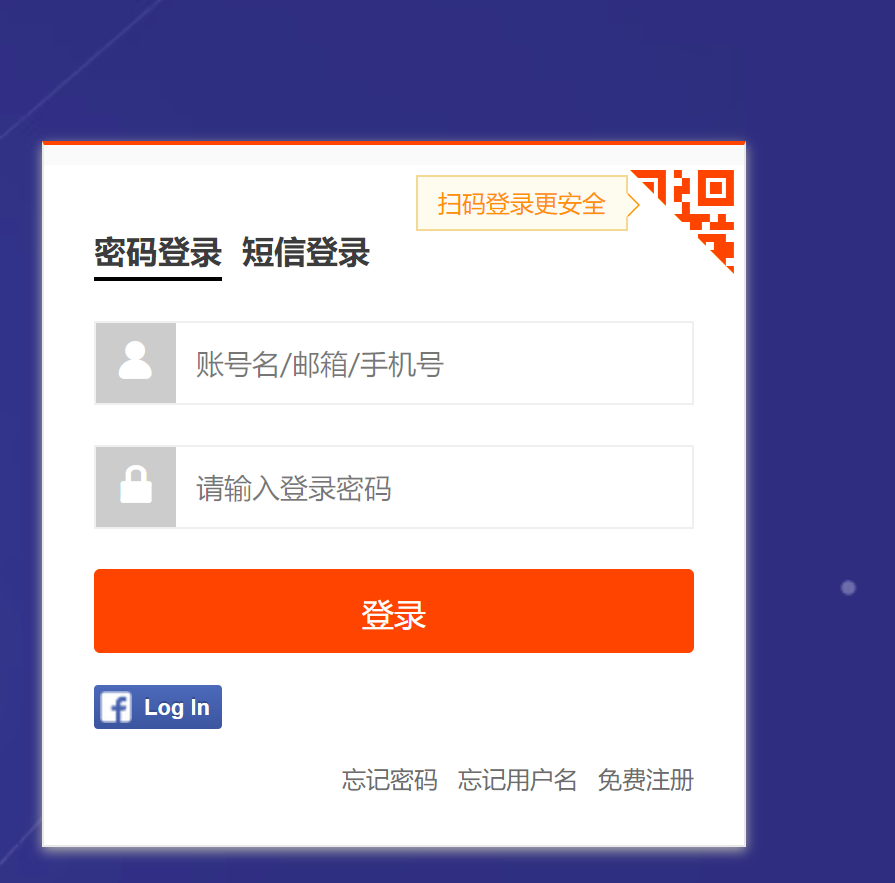 扫码登录更安全
密码登录 短信登录
账号名/邮箱/手机号
请输入登录密码
登录
Log In
忘记密码 忘记用户名 免费注册